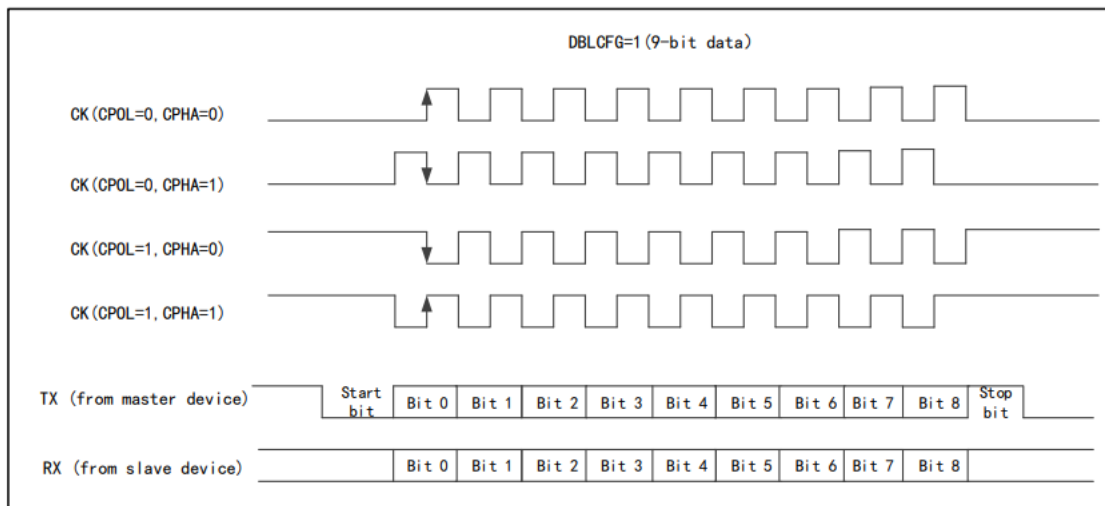 DBLCFG=1(9-bit data)
CK(CPOL=0, CPHA=0)
CK(CPOL=0, CPHA=1)
CK(CPOL=1, CPHA=0)
CK(CPOL=1, CPHA=1)
TX (from master device) Start bit Bit 0 Bit 1 Bit 2 Bit 3 Bit 4 Bit 5 Bit 6 Bit 7 Bit 8 Stop bit
RX (from slave device) Bit 0 Bit 1 Bit 2 Bit 3 Bit 4 Bit 5 Bit 6 Bit 7 Bit 8